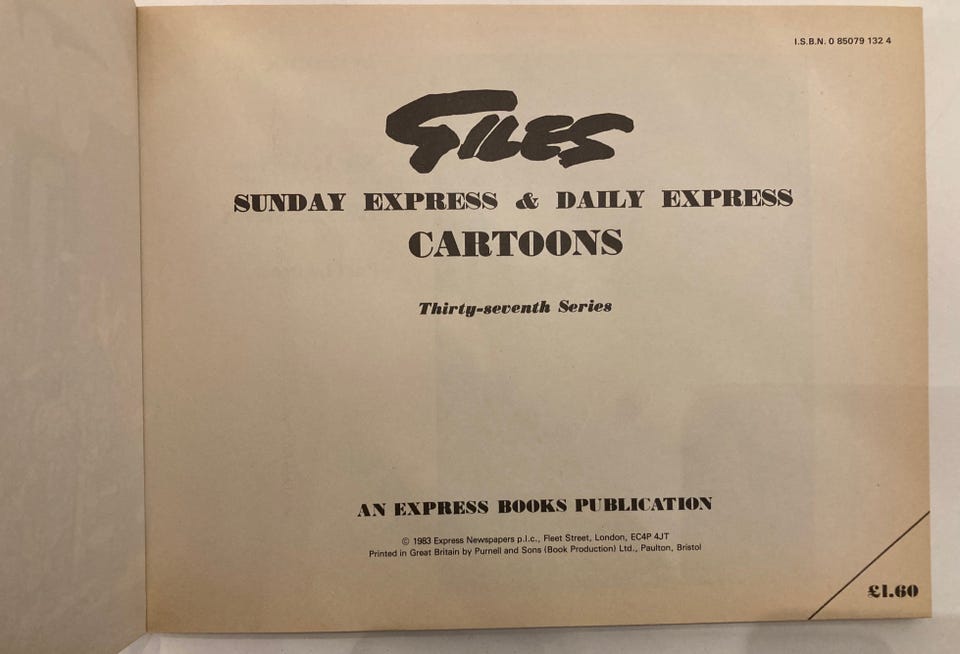 I.S.B.N. 0 85079 132 4
GILES
SUNDAY EXPRESS & DAILY EXPRESS
CARTOONS
Thirty-seventh Series
AN EXPRESS BOOKS PUBLICATION
© 1983 Express Newspapers p.l.c., Fleet Street, London, EC4P 4JT
Printed in Great Britain by Purnell and Sons (Book Production) Ltd., Paulton, Bristol
£1.60